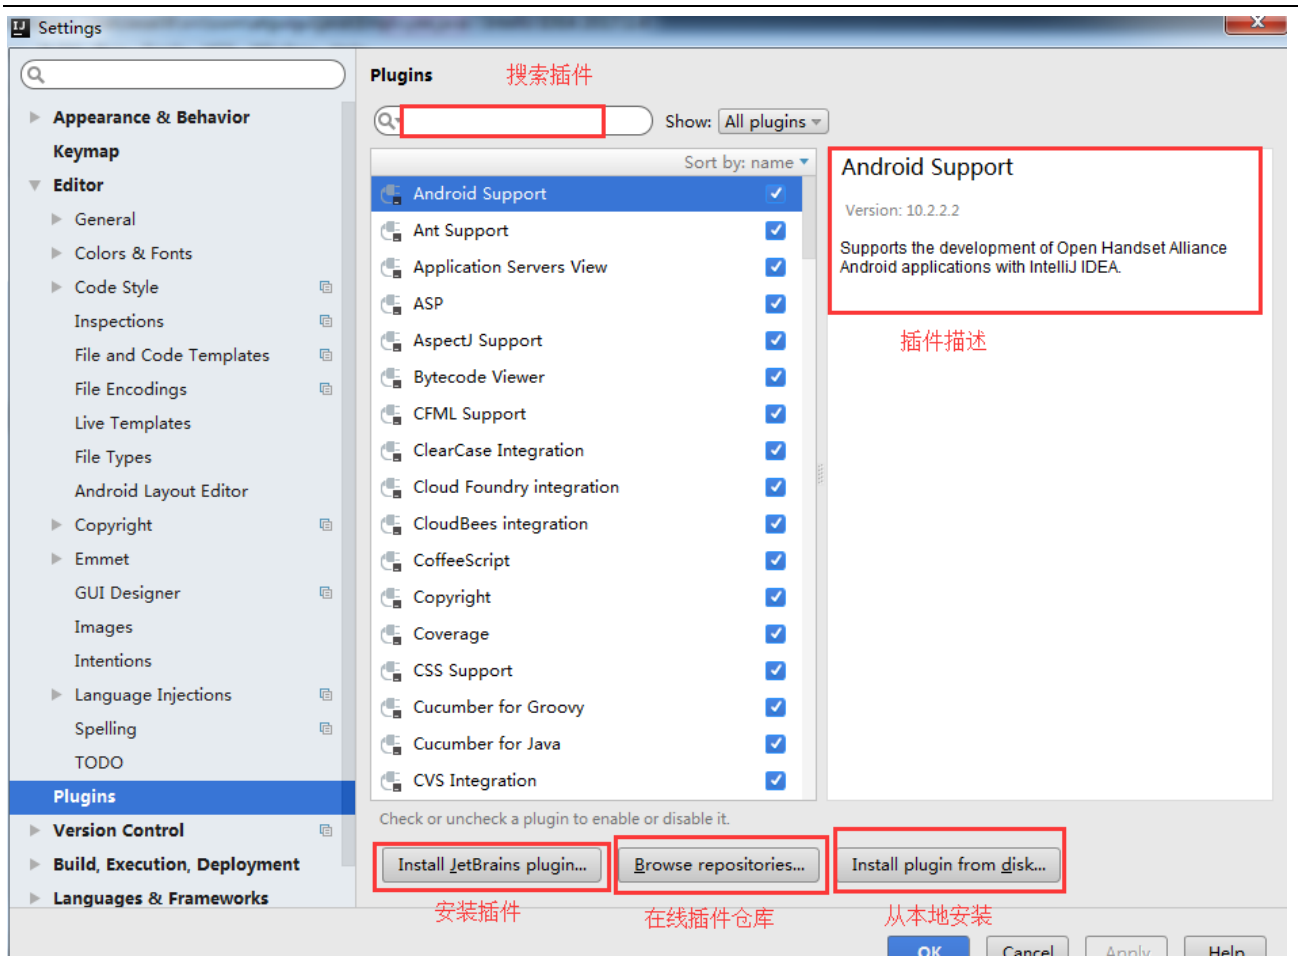 Settings
Plugins
搜索插件
Show: All plugins
Appearance & Behavior
Keymap
Editor
General
Colors & Fonts
Code Style
Inspections
File and Code Templates
File Encodings
Live Templates
File Types
Android Layout Editor
Copyright
Emmet
GUI Designer
Images
Intentions
Language Injections
Spelling
TODO
Plugins
Version Control
Build, Execution, Deployment
Languages & Frameworks
Sort by: name
Android Support
Ant Support
Application Servers View
ASP
AspectJ Support
Bytecode Viewer
CFML Support
ClearCase Integration
Cloud Foundry integration
CloudBees integration
CoffeeScript
Copyright
Coverage
CSS Support
Cucumber for Groovy
Cucumber for Java
CVS Integration
Android Support
Version: 10.2.2.2
Supports the development of Open Handset Alliance
Android applications with IntelliJ IDEA.
插件描述
Check or uncheck a plugin to enable or disable it.
Install JetBrains plugin...
Browse repositories...
Install plugin from disk...
安装插件
在线插件仓库
从本地安装
OK
Cancel
Apply
Help